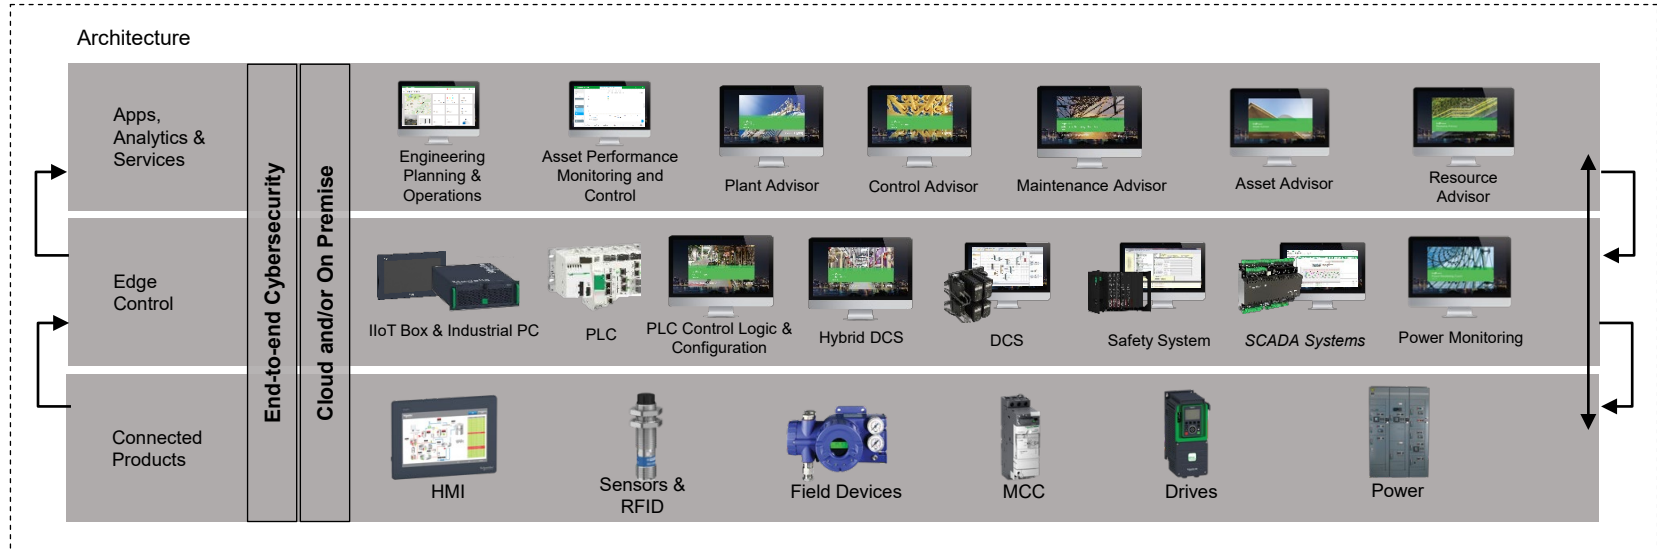 Architecture
Apps,
Analytics &
Services
End-to-end Cybersecurity
Cloud and/or On Premise
Engineering
Planning &
Operations
Asset Performance
Monitoring and
Control
Plant Advisor
Control Advisor
Maintenance Advisor
Asset Advisor
Resource
Advisor
Edge
Control
IIoT Box & Industrial PC
PLC
PLC Control Logic &
Configuration
Hybrid DCS
DCS
Safety System
SCADA Systems
Power Monitoring
Connected
Products
HMI
Sensors &
RFID
Field Devices
MCC
Drives
Power